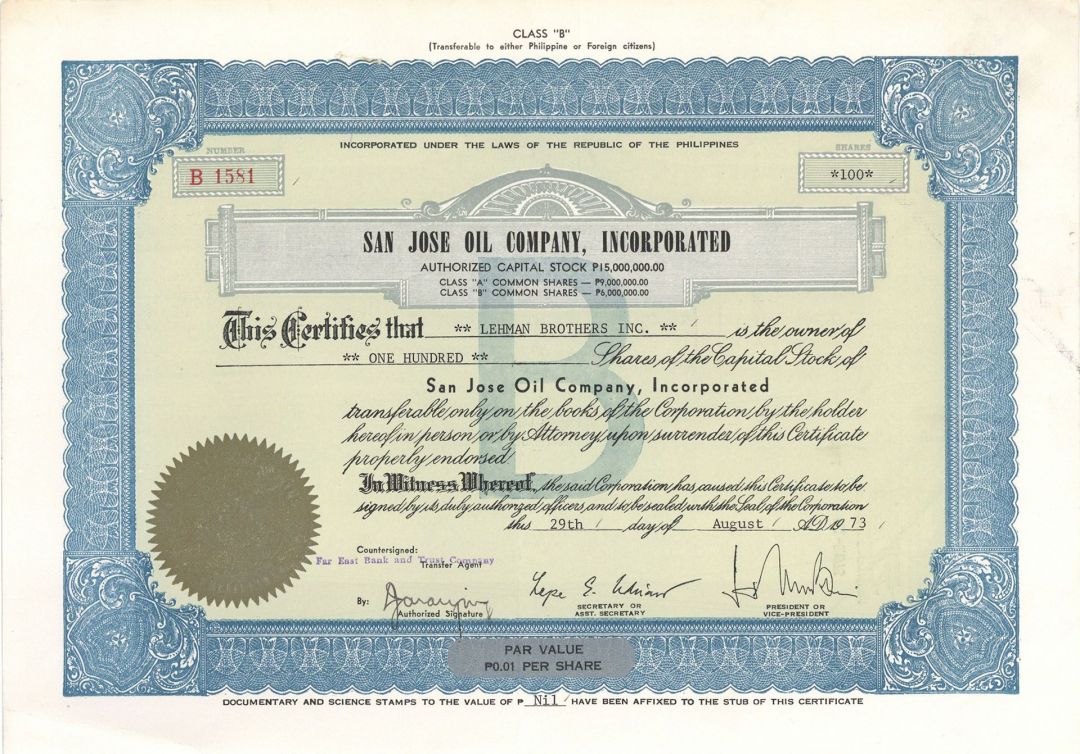 CLASS "B"
(Transferable to either Philippine or Foreign citizens)
INCORPORATED UNDER THE LAWS OF THE REPUBLIC OF THE PHILIPPINES
NUMBER
B 1581
SHARES
*100*
SAN JOSE OIL COMPANY, INCORPORATED
AUTHORIZED CAPITAL STOCK ₱15,000,000.00
CLASS "A" COMMON SHARES — ₱9,000,000.00
CLASS "B" COMMON SHARES — ₱6,000,000.00
B
This Certifies that ** LEHMAN BROTHERS INC. ** is the owner of
** ONE HUNDRED ** Shares of the Capital Stock of
San Jose Oil Company, Incorporated
transferable only on the books of the Corporation by the holder
hereof in person or by Attorney upon surrender of this Certificate
properly endorsed.
In Witness Whereof, the said Corporation has caused this Certificate to be
signed by its duly authorized officers, and to be sealed with the Seal of the Corporation
this 29th day of August A.D. 19 73
Countersigned:
Far East Bank and Trust Company
Transfer Agent
By:
Authorized Signature
SECRETARY OR
ASST. SECRETARY
PRESIDENT OR
VICE-PRESIDENT
PAR VALUE
₱0.01 PER SHARE
DOCUMENTARY AND SCIENCE STAMPS TO THE VALUE OF ₱ Nil HAVE BEEN AFFIXED TO THE STUB OF THIS CERTIFICATE